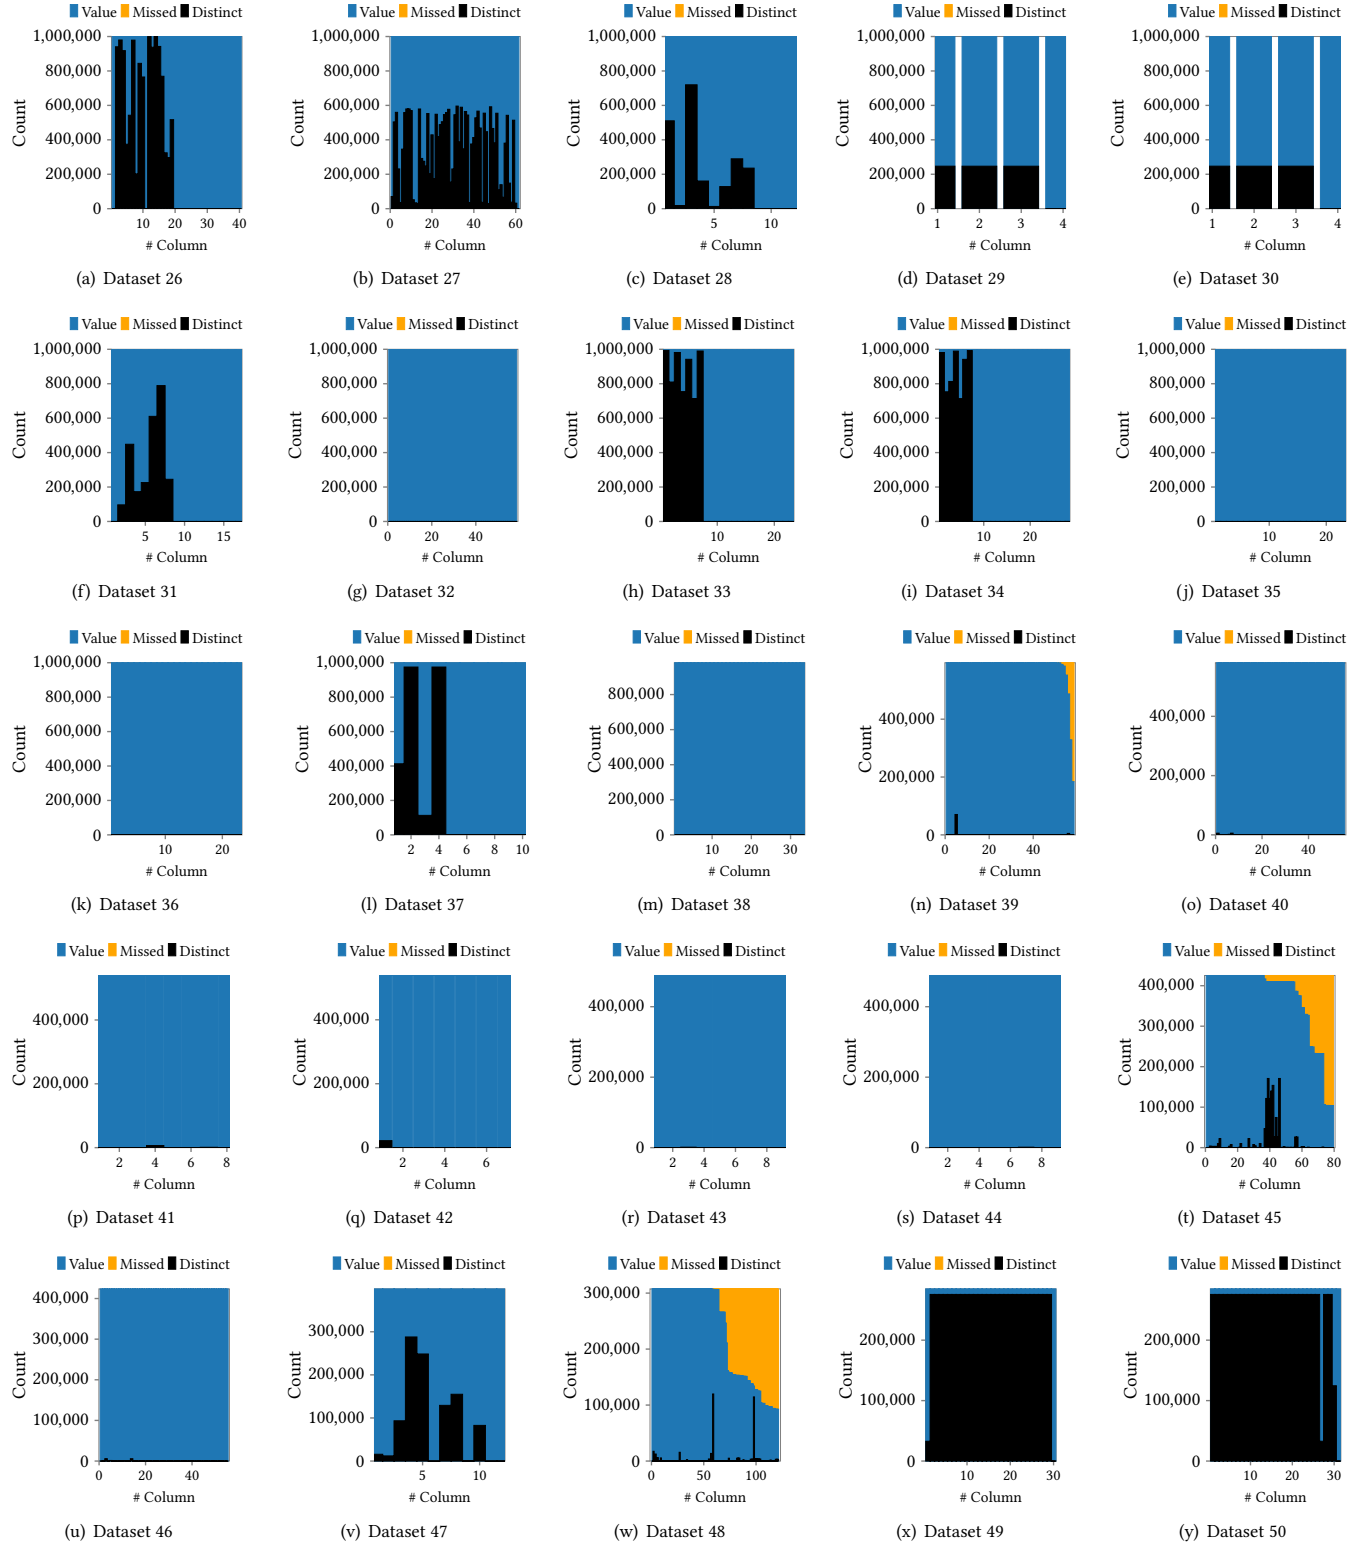 Value Missed Distinct Value Missed Distinct Value Missed Distinct Value Missed Distinct Value Missed Distinct
1,000,000 1,000,000 1,000,000 1,000,000 1,000,000
800,000 800,000 800,000 800,000 800,000
600,000 600,000 600,000 600,000 600,000
400,000 400,000 400,000 400,000 400,000
200,000 200,000 200,000 200,000 200,000
0 0 0 0 0
Count Count Count Count Count
10 20 30 40 0 20 40 60 5 10 1 2 3 4 1 2 3 4
# Column # Column # Column # Column # Column
(a) Dataset 26 (b) Dataset 27 (c) Dataset 28 (d) Dataset 29 (e) Dataset 30
Value Missed Distinct Value Missed Distinct Value Missed Distinct Value Missed Distinct Value Missed Distinct
1,000,000 1,000,000 1,000,000 1,000,000 1,000,000
800,000 800,000 800,000 800,000 800,000
600,000 600,000 600,000 600,000 600,000
400,000 400,000 400,000 400,000 400,000
200,000 200,000 200,000 200,000 200,000
0 0 0 0 0
Count Count Count Count Count
5 10 15 0 20 40 10 20 10 20 10 20
# Column # Column # Column # Column # Column
(f) Dataset 31 (g) Dataset 32 (h) Dataset 33 (i) Dataset 34 (j) Dataset 35
Value Missed Distinct Value Missed Distinct Value Missed Distinct Value Missed Distinct Value Missed Distinct
1,000,000 1,000,000
800,000 800,000 800,000
600,000 600,000 600,000
400,000 400,000 400,000 400,000 400,000
200,000 200,000 200,000 200,000 200,000
0 0 0 0 0
Count Count Count Count Count
10 20 2 4 6 8 10 10 20 30 0 20 40 0 20 40
# Column # Column # Column # Column # Column
(k) Dataset 36 (l) Dataset 37 (m) Dataset 38 (n) Dataset 39 (o) Dataset 40
Value Missed Distinct Value Missed Distinct Value Missed Distinct Value Missed Distinct Value Missed Distinct
400,000 400,000 400,000 400,000 400,000
300,000
200,000 200,000 200,000 200,000 200,000
100,000
0 0 0 0 0
Count Count Count Count Count
2 4 6 8 2 4 6 2 4 6 8 2 4 6 8 0 20 40 60 80
# Column # Column # Column # Column # Column
(p) Dataset 41 (q) Dataset 42 (r) Dataset 43 (s) Dataset 44 (t) Dataset 45
Value Missed Distinct Value Missed Distinct Value Missed Distinct Value Missed Distinct Value Missed Distinct
400,000
300,000 300,000 300,000
200,000 200,000 200,000 200,000 200,000
100,000 100,000 100,000 100,000 100,000
0 0 0 0 0
Count Count Count Count Count
0 20 40 5 10 0 50 100 10 20 30 10 20 30
# Column # Column # Column # Column # Column
(u) Dataset 46 (v) Dataset 47 (w) Dataset 48 (x) Dataset 49 (y) Dataset 50